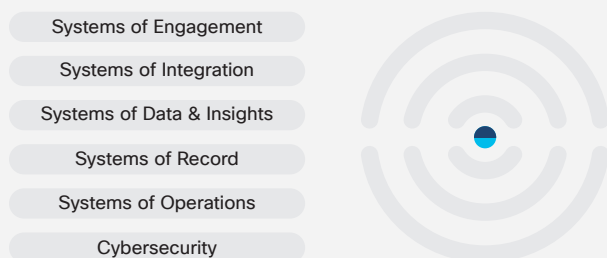 Systems of Engagement
Systems of Integration
Systems of Data & Insights
Systems of Record
Systems of Operations
Cybersecurity